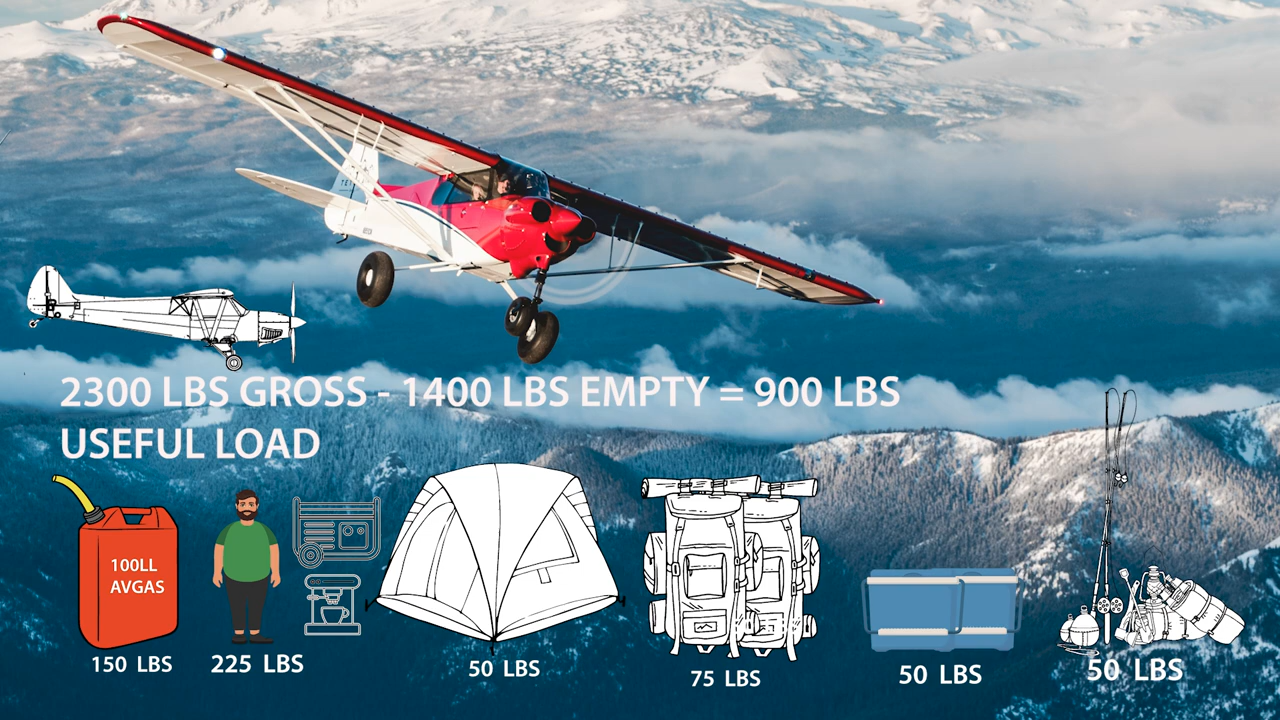 2300 LBS GROSS - 1400 LBS EMPTY = 900 LBS
USEFUL LOAD
100LL
AVGAS
150 LBS
225 LBS
50 LBS
75 LBS
50 LBS
50 LBS